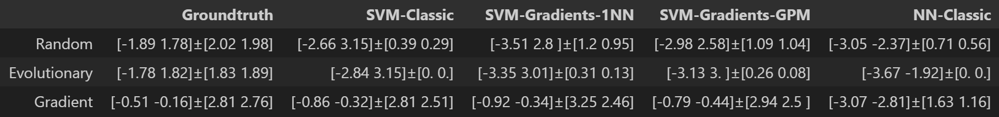 Groundtruth SVM-Classic SVM-Gradients-1NN SVM-Gradients-GPM NN-Classic
Random [-1.89 1.78]±[2.02 1.98] [-2.66 3.15]±[0.39 0.29] [-3.51 2.8 ]±[1.2 0.95] [-2.98 2.58]±[1.09 1.04] [-3.05 -2.37]±[0.71 0.56]
Evolutionary [-1.78 1.82]±[1.83 1.89] [-2.84 3.15]±[0. 0.] [-3.35 3.01]±[0.31 0.13] [-3.13 3. ]±[0.26 0.08] [-3.67 -1.92]±[0. 0.]
Gradient [-0.51 -0.16]±[2.81 2.76] [-0.86 -0.32]±[2.81 2.51] [-0.92 -0.34]±[3.25 2.46] [-0.79 -0.44]±[2.94 2.5 ] [-3.07 -2.81]±[1.63 1.16]